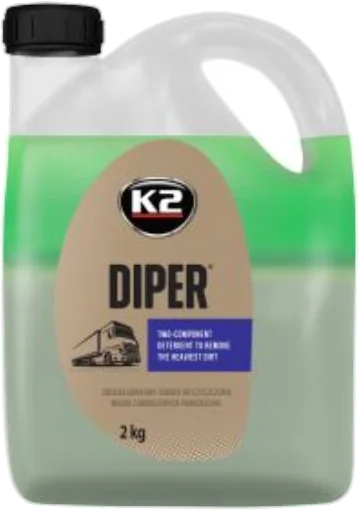 K2
DIPER®
TWO-COMPONENT
DETERGENT TO REMOVE
THE HEAVIEST DIRT
2 kg